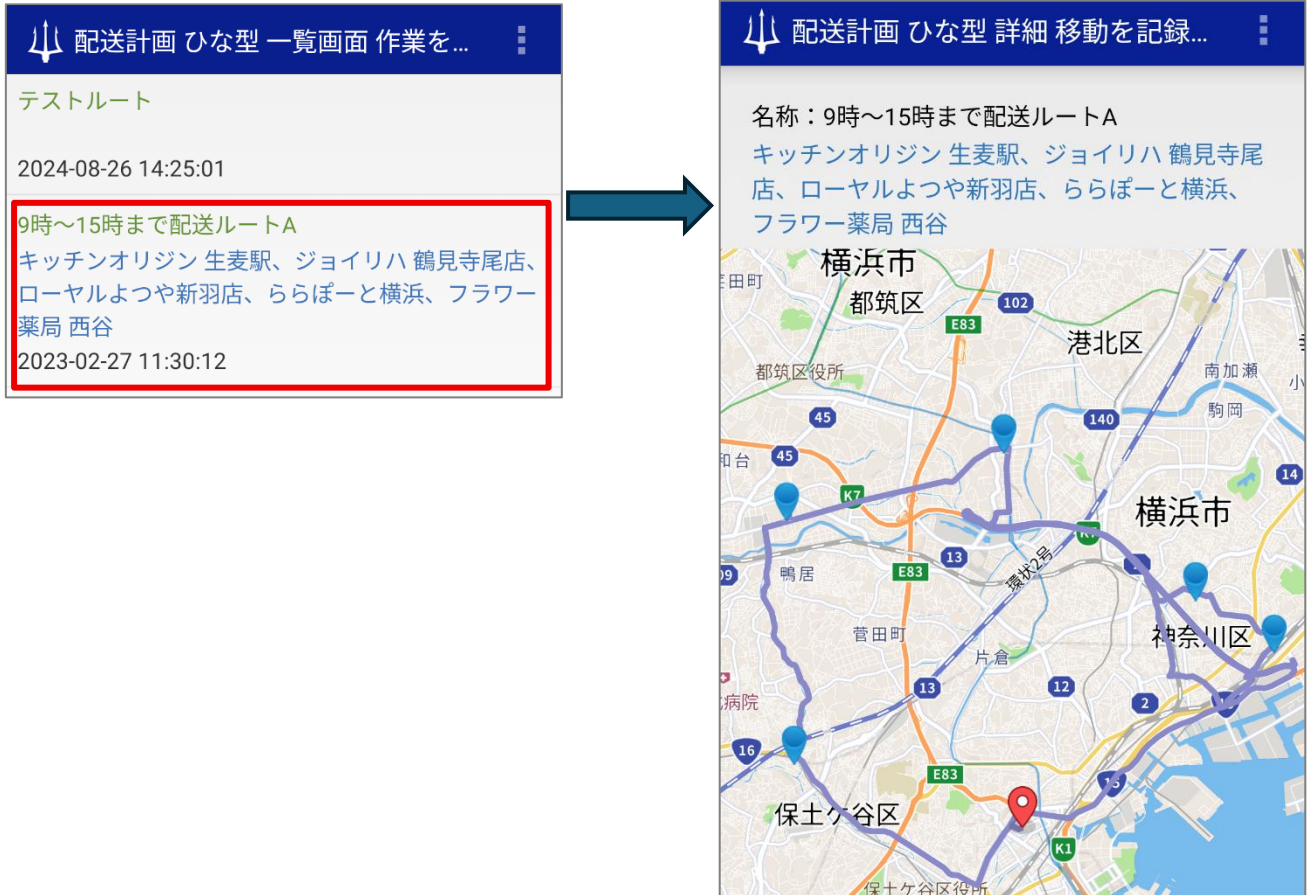 配送計画 ひな型 一覧画面 作業を...
テストルート
2024-08-26 14:25:01
9時～15時まで配送ルートA
キッチンオリジン 生麦駅、ジョイリハ 鶴見寺尾店、
ローヤルよつや新羽店、ららぽーと横浜、フラワー
薬局 西谷
2023-02-27 11:30:12
配送計画 ひな型 詳細 移動を記録...
名称：9時～15時まで配送ルートA
キッチンオリジン 生麦駅、ジョイリハ 鶴見寺尾
店、ローヤルよつや新羽店、ららぽーと横浜、
フラワー薬局 西谷
横浜市
田町
都筑区
102
E83
港北区
都筑区役所
南加瀬
小
駒岡
45
140
和台
45
14
K7
横浜市
K7
13
環状2号
鴨居
E83
菅田町
神奈川区
片倉
13
12
2
病院
16
E83
15
保土ケ谷区
K1
保土ケ谷区役所